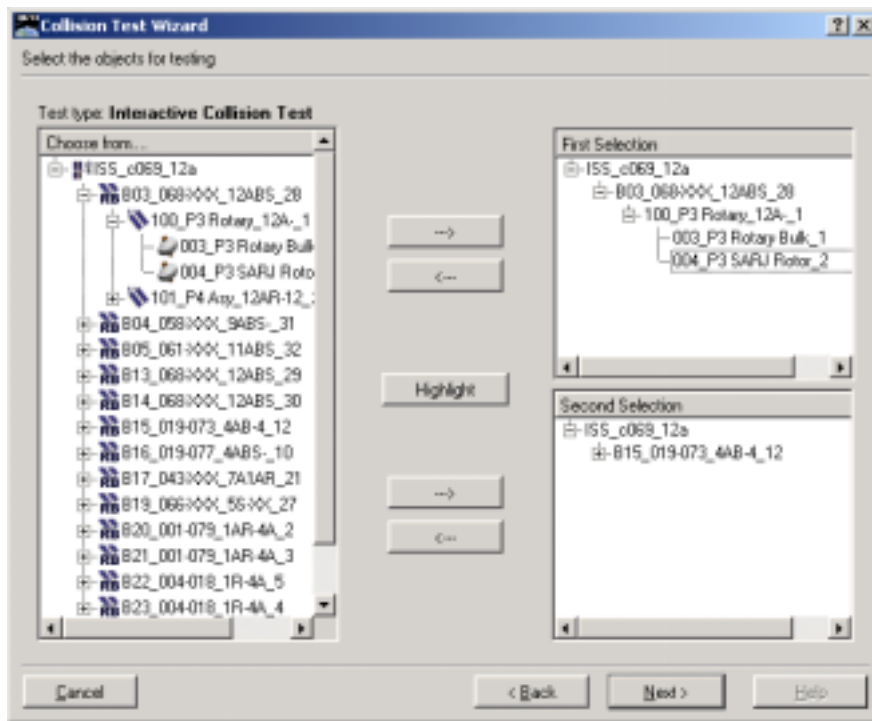 Collision Test Wizard
Select the objects for testing
Test type: Interactive Collision Test
Choose from...
ISS_c069_12a
B03_068-XXX_12ABS_28
100_P3 Rotary_12A-_1
003_P3 Rotary Bulk
004_P3 SARJ Roto
101_P4 Asy_12AR-12_
B04_058-XXX_9ABS-_31
B05_061-XXX_11ABS_32
B13_068-XXX_12ABS_29
B14_068-XXX_12ABS_30
B15_019-073_4AB-4_12
B16_019-077_4ABS-_10
B17_043-XXX_7A1AR_21
B19_066-XXX_5S-XX_27
B20_001-079_1AR-4A_2
B21_001-079_1AR-4A_3
B22_004-018_1R-4A_5
B23_004-018_1R-4A_4
--->
<---
Highlight
--->
<---
First Selection
ISS_c069_12a
B03_068-XXX_12ABS_28
100_P3 Rotary_12A-_1
003_P3 Rotary Bulk_1
004_P3 SARJ Rotor_2
Second Selection
ISS_c069_12a
B15_019-073_4AB-4_12
Cancel
< Back
Next >
Help